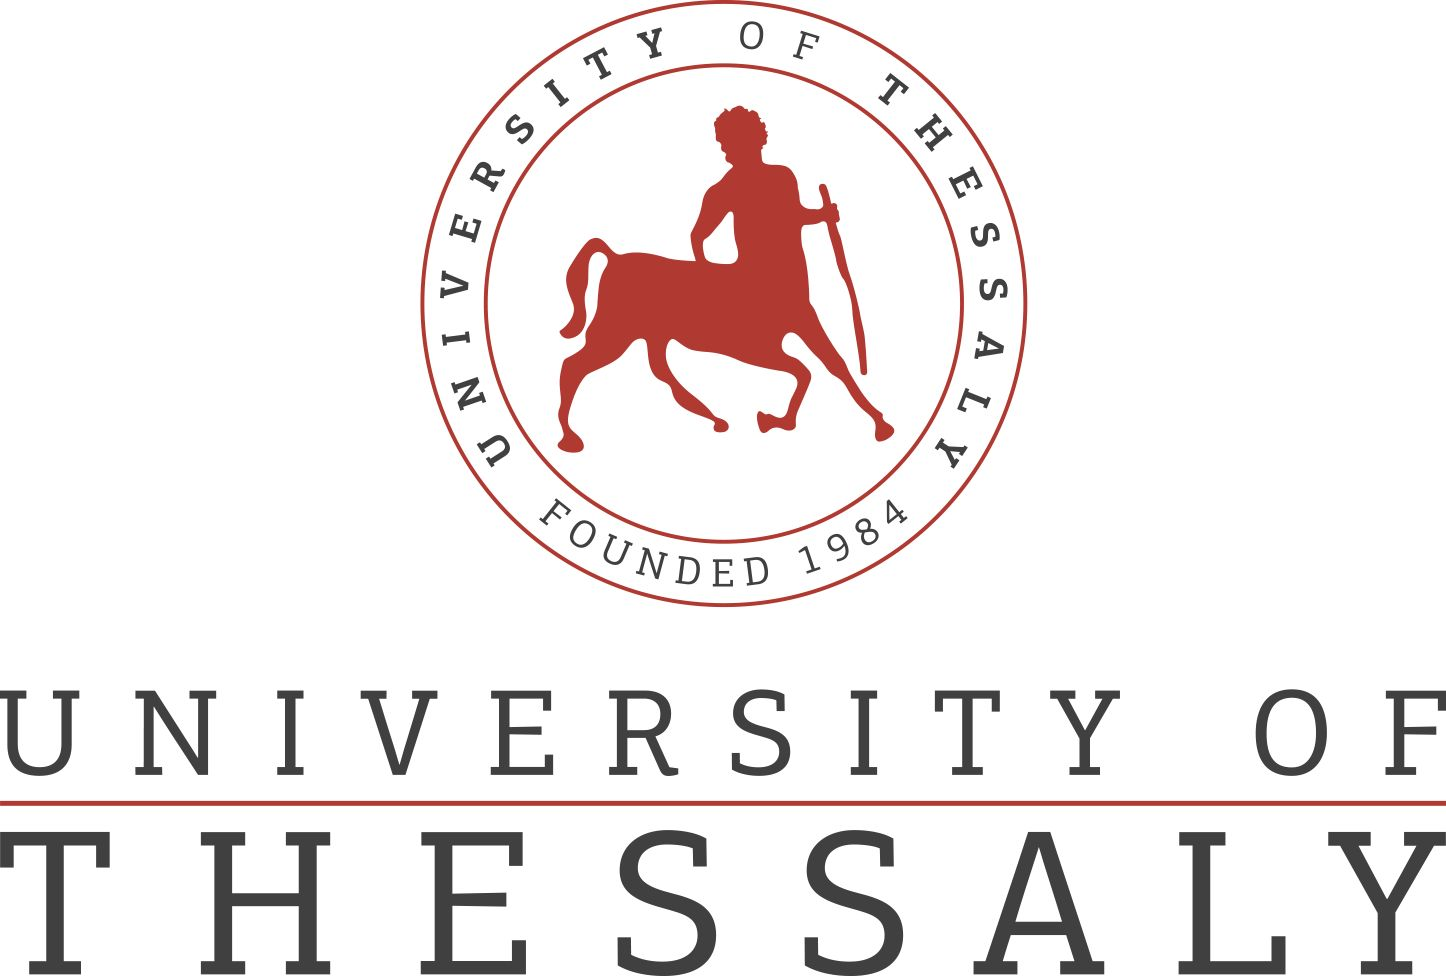 UNIVERSITY OF THESSALY
FOUNDED 1984
UNIVERSITY OF
THESSALY